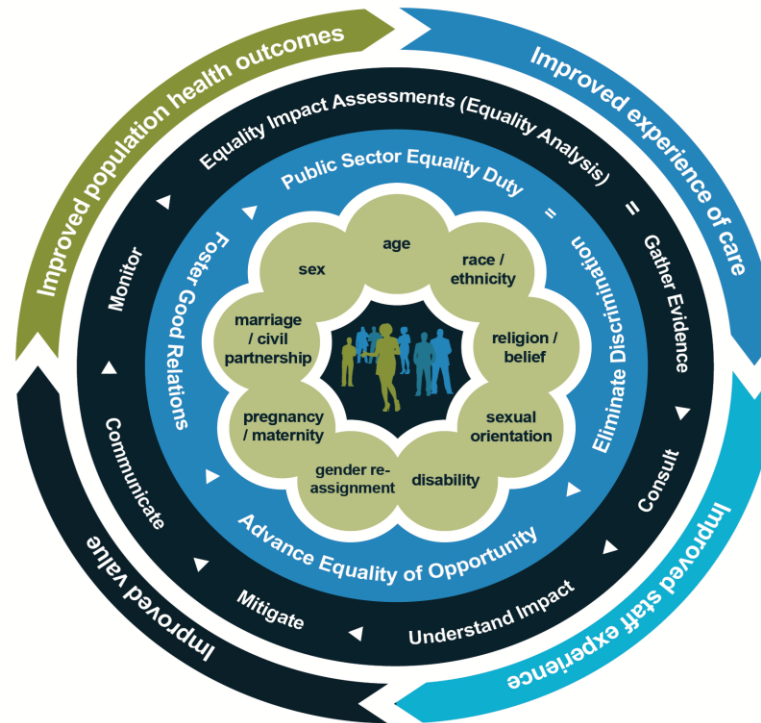 Improved population health outcomes
Improved experience of care
Improved staff experience
Improved value
Equality Impact Assessments (Equality Analysis) =
Gather Evidence
Consult
Understand Impact
Mitigate
Communicate
Monitor
Public Sector Equality Duty =
Eliminate Discrimination
Advance Equality of Opportunity
Foster Good Relations
age
race /
ethnicity
religion /
belief
sexual
orientation
disability
gender re-
assignment
pregnancy
/ maternity
marriage
/ civil
partnership
sex